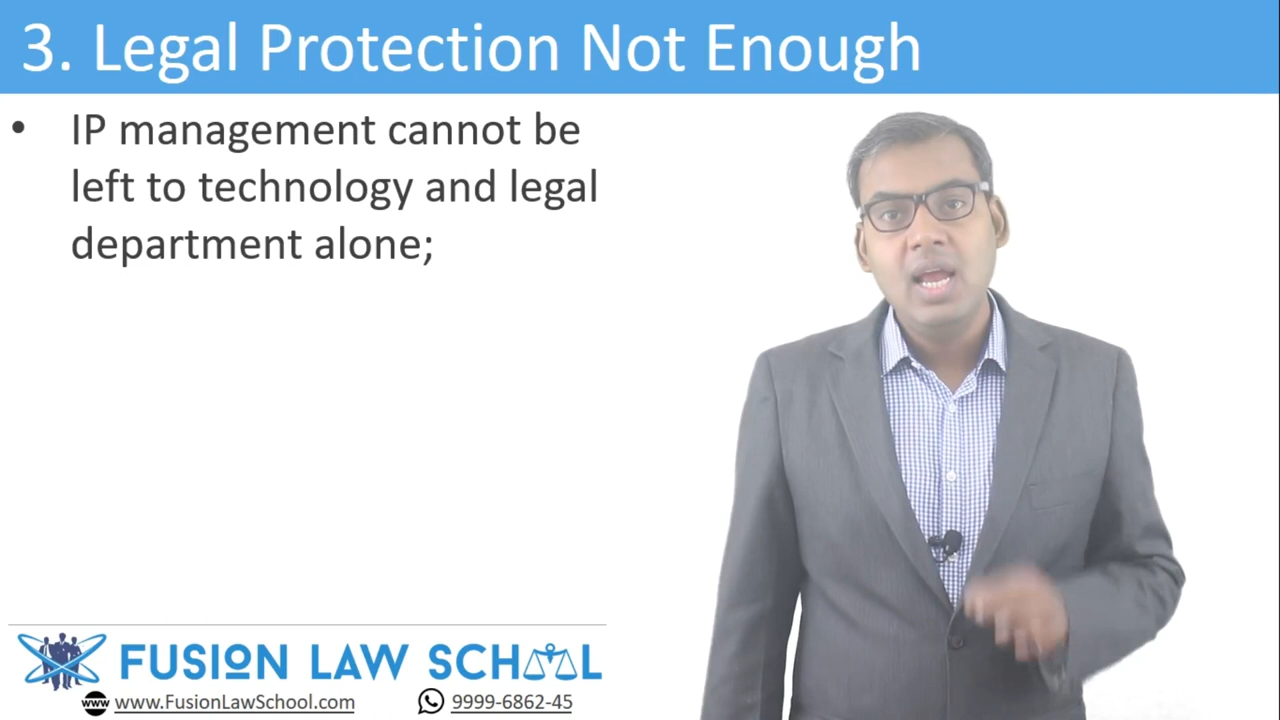 3. Legal Protection Not Enough
• IP management cannot be
left to technology and legal
department alone;
FUSION LAW SCHOOL
www www.FusionLawSchool.com 9999-6862-45